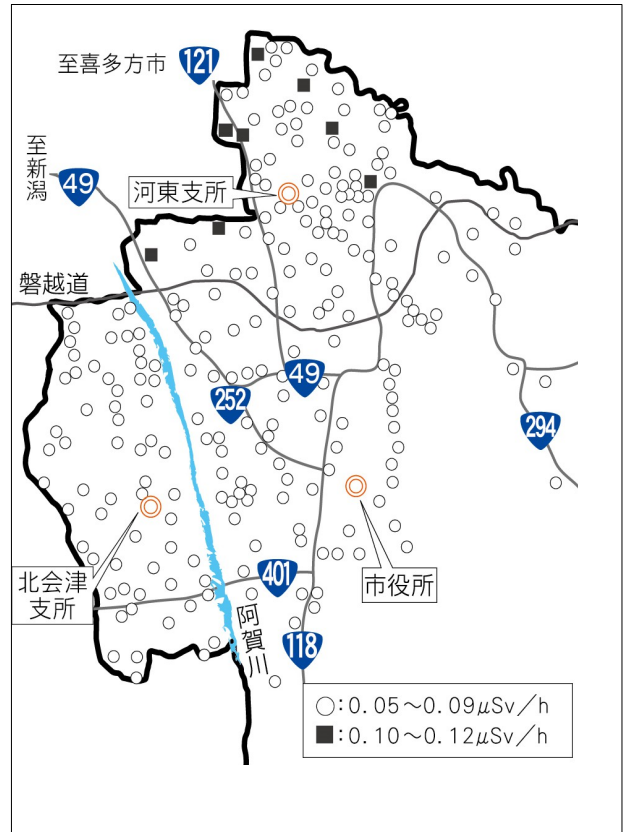 至喜多方市
121
至新潟
49
河東支所
磐越道
49
252
294
北会津
支所
401
市役所
阿賀川
118
○:0.05～0.09μSv/h
■:0.10～0.12μSv/h